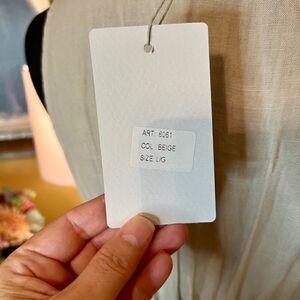 ART: 6061
COL: BEIGE
SIZE: L/G